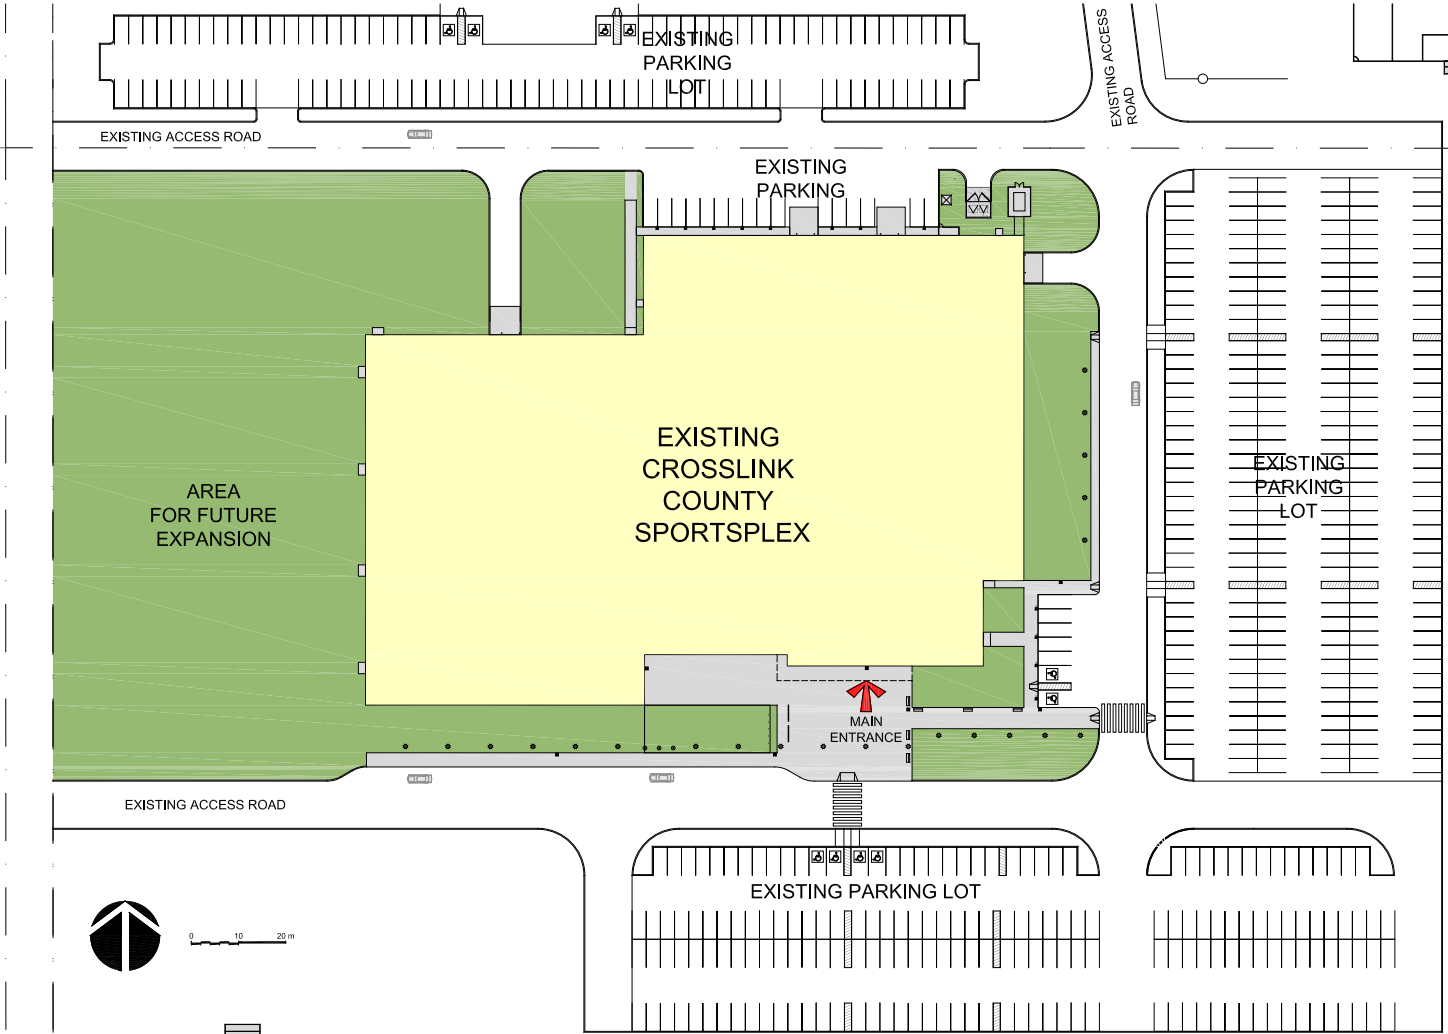 EXISTING
PARKING
LOT
EXISTING ACCESS
ROAD
E
EXISTING ACCESS ROAD
EXISTING
PARKING
EXISTING
CROSSLINK
COUNTY
SPORTSPLEX
AREA
FOR FUTURE
EXPANSION
EXISTING
PARKING
LOT
MAIN
ENTRANCE
EXISTING ACCESS ROAD
EXISTING PARKING LOT
0 10 20 m